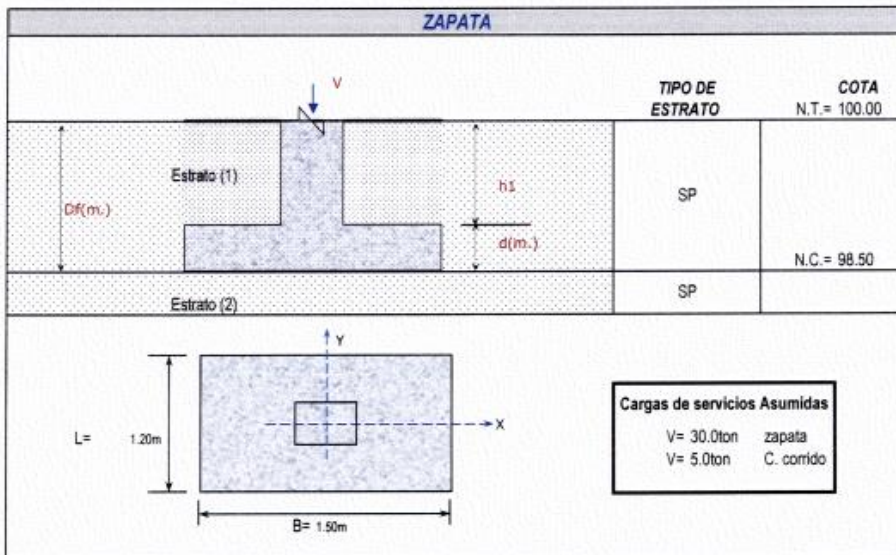 ZAPATA
V
TIPO DE
ESTRATO
COTA
N.T.= 100.00
Estrato (1)
h1
SP
Df(m.)
d(m.)
N.C.= 98.50
Estrato (2)
SP
Y
X
L= 1.20m
B= 1.50m
Cargas de servicios Asumidas
V= 30.0ton zapata
V= 5.0ton C. corrido